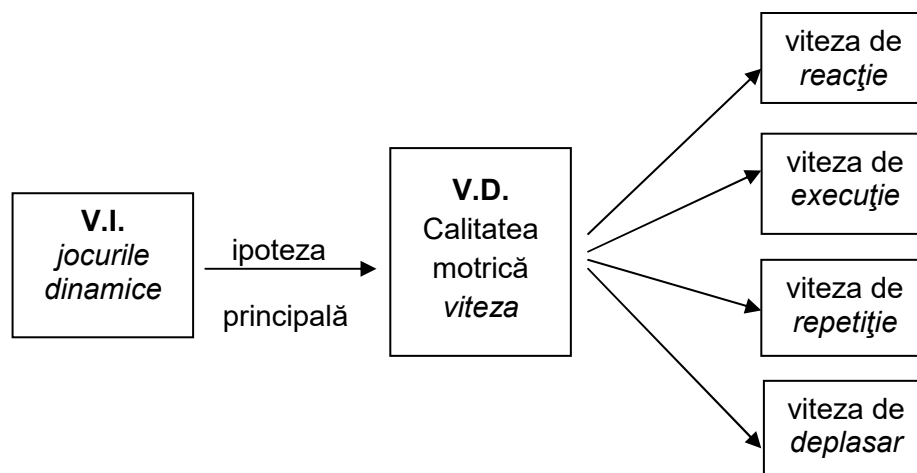 V.I.
jocurile
dinamice
ipoteza
principală
V.D.
Calitatea
motrică
viteza
viteza de
reacţie
viteza de
execuţie
viteza de
repetiţie
viteza de
deplasar